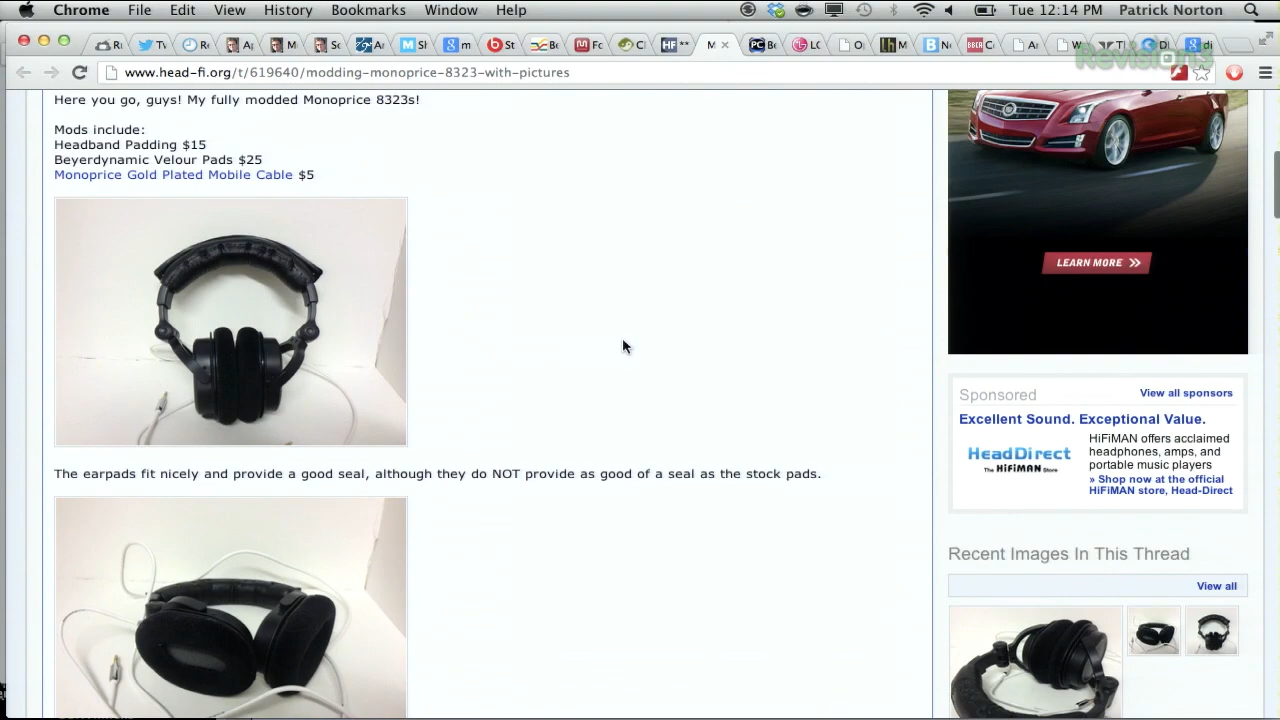 Chrome File Edit View History Bookmarks Window Help Tue 12:14 PM Patrick Norton
Tv
HF **
M
LG
www.head-fi.org/t/619640/modding-monoprice-8323-with-pictures
Revision3
Here you go, guys! My fully modded Monoprice 8323s!
Mods include:
Headband Padding $15
Beyerdynamic Velour Pads $25
Monoprice Gold Plated Mobile Cable $5
The earpads fit nicely and provide a good seal, although they do NOT provide as good of a seal as the stock pads.
LEARN MORE »
Sponsored View all sponsors
Excellent Sound. Exceptional Value.
HeadDirect
The HIFIMAN Store
HiFiMAN offers acclaimed
headphones, amps, and
portable music players
» Shop now at the official
HiFiMAN store, Head-Direct
Recent Images In This Thread
View all